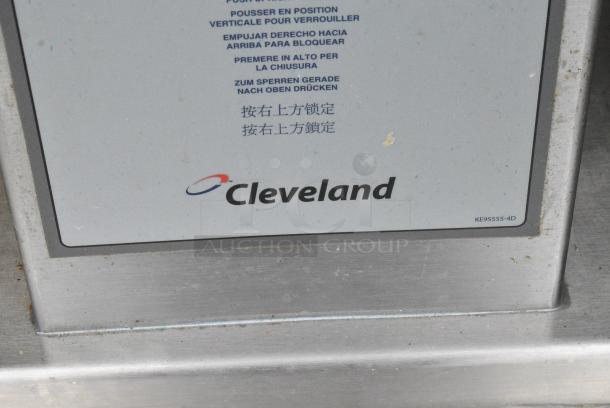 POUSSER EN POSITION
VERTICALE POUR VERROUILLER
EMPUJAR DERECHO HACIA
ARRIBA PARA BLOQUEAR
PREMERE IN ALTO PER
LA CHIUSURA
ZUM SPERREN GERADE
NACH OBEN DRÜCKEN
按右上方锁定
按右上方鎖定
Cleveland
KE95555-4D
PCI
AUCTION GROUP